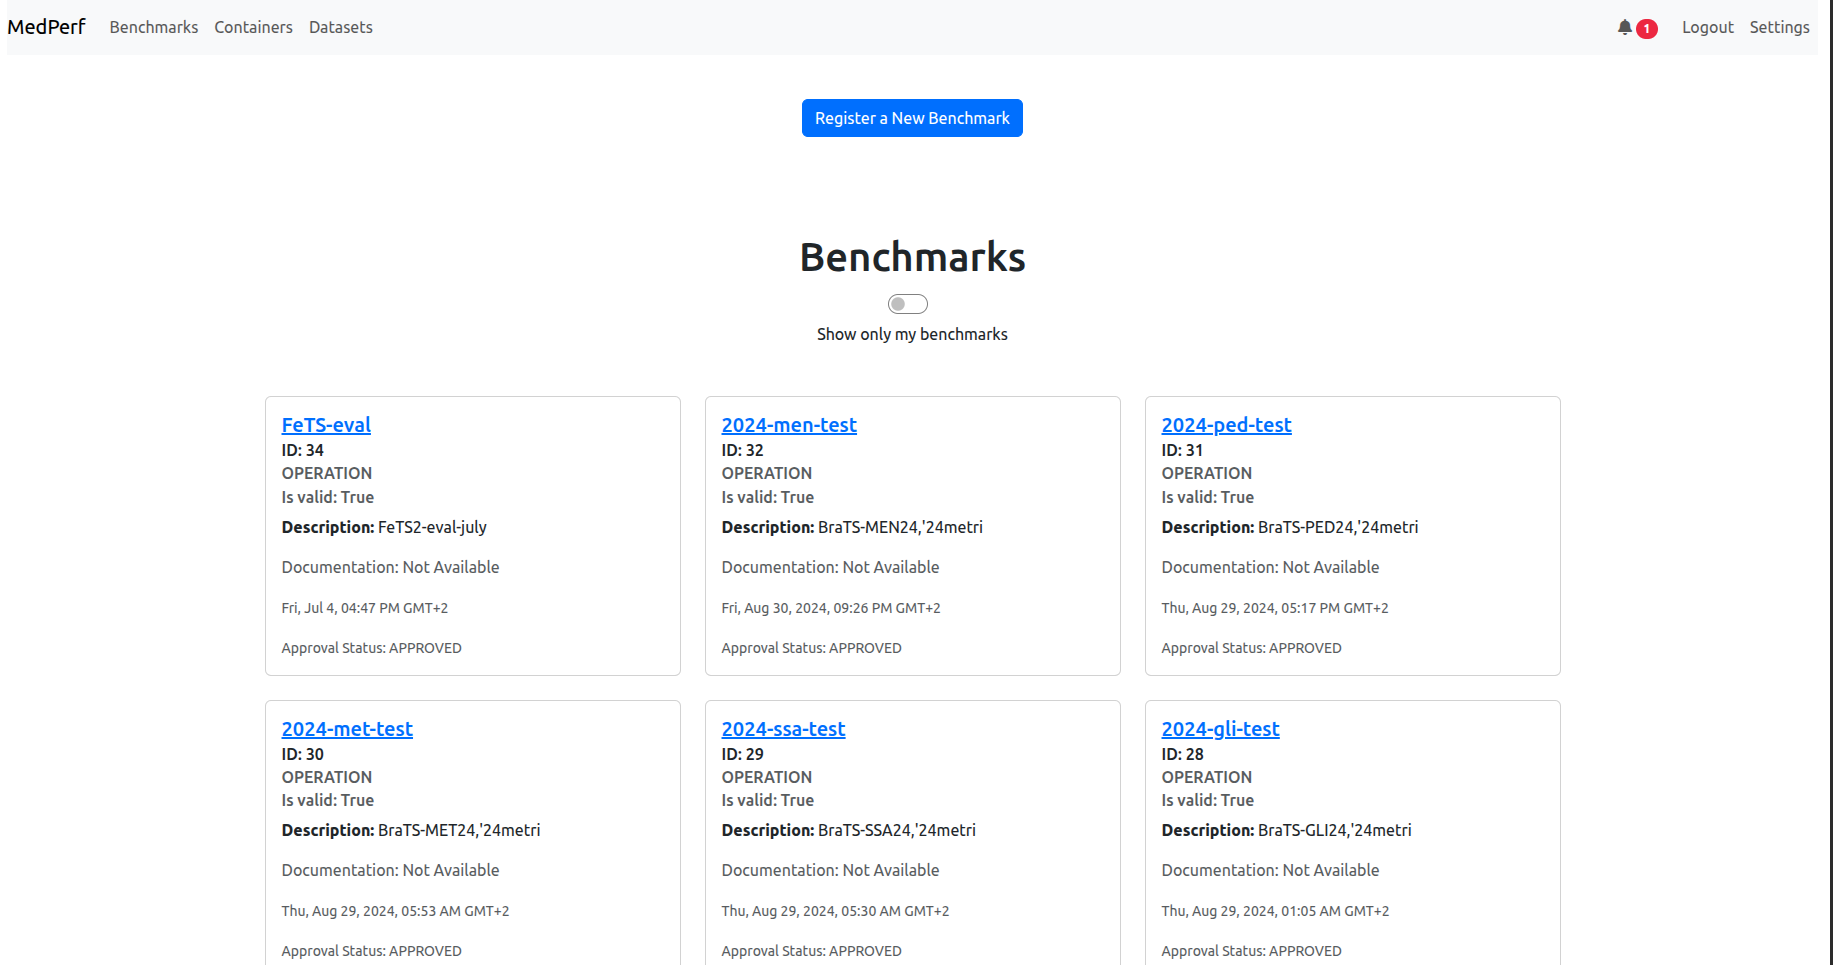 MedPerf Benchmarks Containers Datasets 1 Logout Settings
Register a New Benchmark
Benchmarks
Show only my benchmarks
FeTS-eval
ID: 34
OPERATION
Is valid: True
Description: FeTS2-eval-july
Documentation: Not Available
Fri, Jul 4, 04:47 PM GMT+2
Approval Status: APPROVED
2024-men-test
ID: 32
OPERATION
Is valid: True
Description: BraTS-MEN24,'24metri
Documentation: Not Available
Fri, Aug 30, 2024, 09:26 PM GMT+2
Approval Status: APPROVED
2024-ped-test
ID: 31
OPERATION
Is valid: True
Description: BraTS-PED24,'24metri
Documentation: Not Available
Thu, Aug 29, 2024, 05:17 PM GMT+2
Approval Status: APPROVED
2024-met-test
ID: 30
OPERATION
Is valid: True
Description: BraTS-MET24,'24metri
Documentation: Not Available
Thu, Aug 29, 2024, 05:53 AM GMT+2
Approval Status: APPROVED
2024-ssa-test
ID: 29
OPERATION
Is valid: True
Description: BraTS-SSA24,'24metri
Documentation: Not Available
Thu, Aug 29, 2024, 05:30 AM GMT+2
Approval Status: APPROVED
2024-gli-test
ID: 28
OPERATION
Is valid: True
Description: BraTS-GLI24,'24metri
Documentation: Not Available
Thu, Aug 29, 2024, 01:05 AM GMT+2
Approval Status: APPROVED